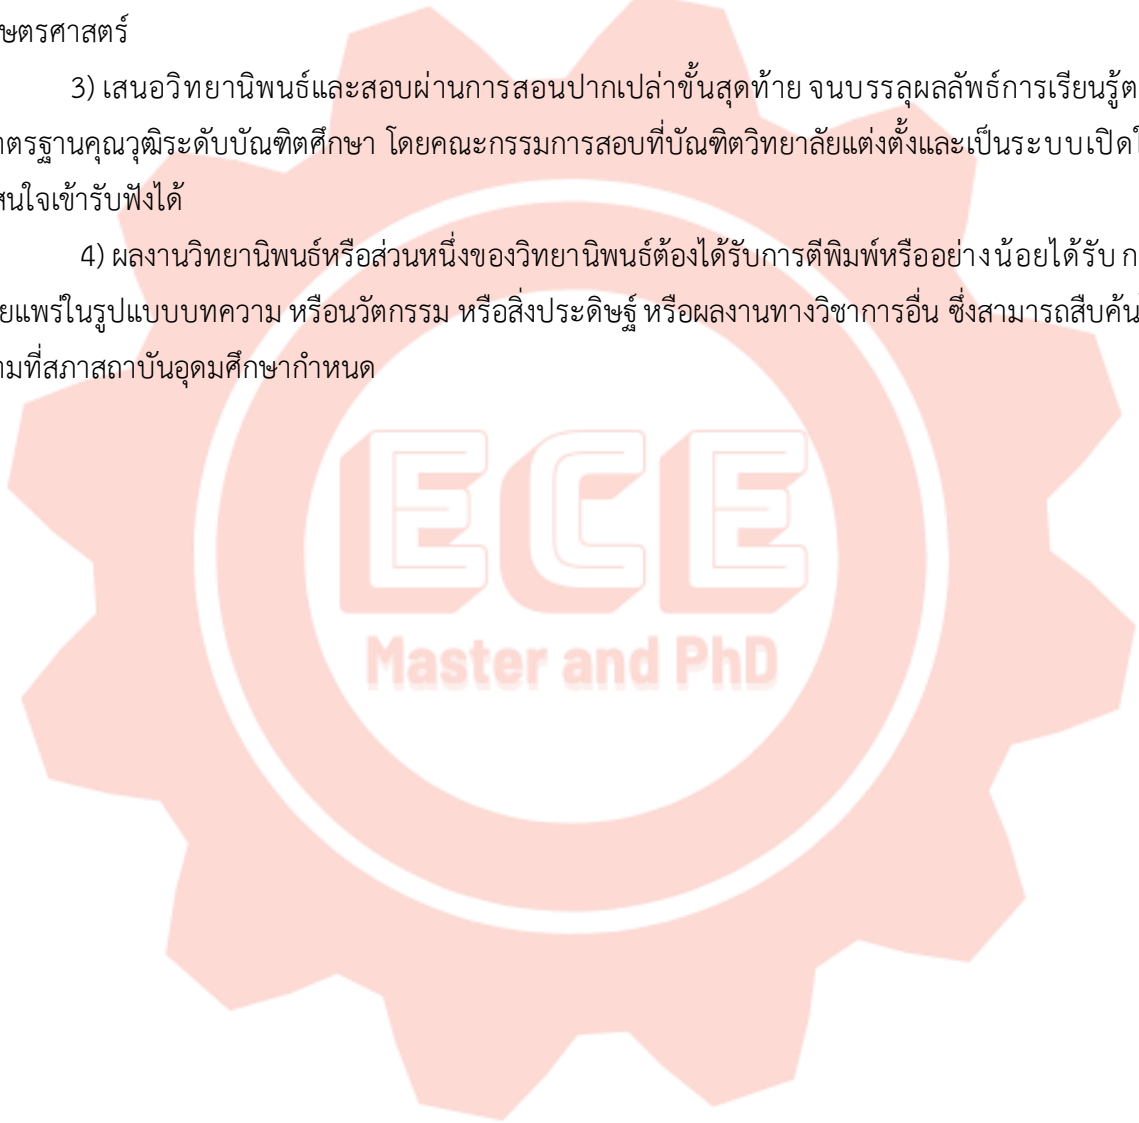 ษตรศาสตร์
3) เสนอวิทยานิพนธ์และสอบผ่านการสอนปากเปล่าขั้นสุดท้าย จนบรรลุผลลัพธ์การเรียนรู้ต
าตรฐานคุณวุฒิระดับบัณฑิตศึกษา โดยคณะกรรมการสอบที่บัณฑิตวิทยาลัยแต่งตั้งและเป็นระบบเปิดใ
สนใจเข้ารับฟังได้
4) ผลงานวิทยานิพนธ์หรือส่วนหนึ่งของวิทยานิพนธ์ต้องได้รับการตีพิมพ์หรืออย่างน้อยได้รับ ก
ยแพร่ในรูปแบบบทความ หรือนวัตกรรม หรือสิ่งประดิษฐ์ หรือผลงานทางวิชาการอื่น ซึ่งสามารถสืบค้น
ามที่สภาสถาบันอุดมศึกษากำหนด
ECE
Master and PhD